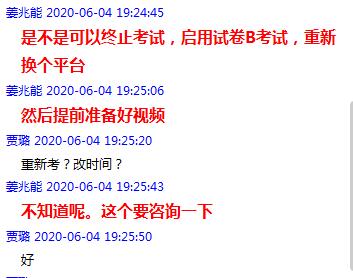 姜兆能 2020-06-04 19:24:45
是不是可以终止考试，启用试卷B考试，重新
换个平台
姜兆能 2020-06-04 19:25:06
然后提前准备好视频
贾璐 2020-06-04 19:25:20
重新考？改时间？
姜兆能 2020-06-04 19:25:43
不知道呢。这个要咨询一下
贾璐 2020-06-04 19:25:50
好